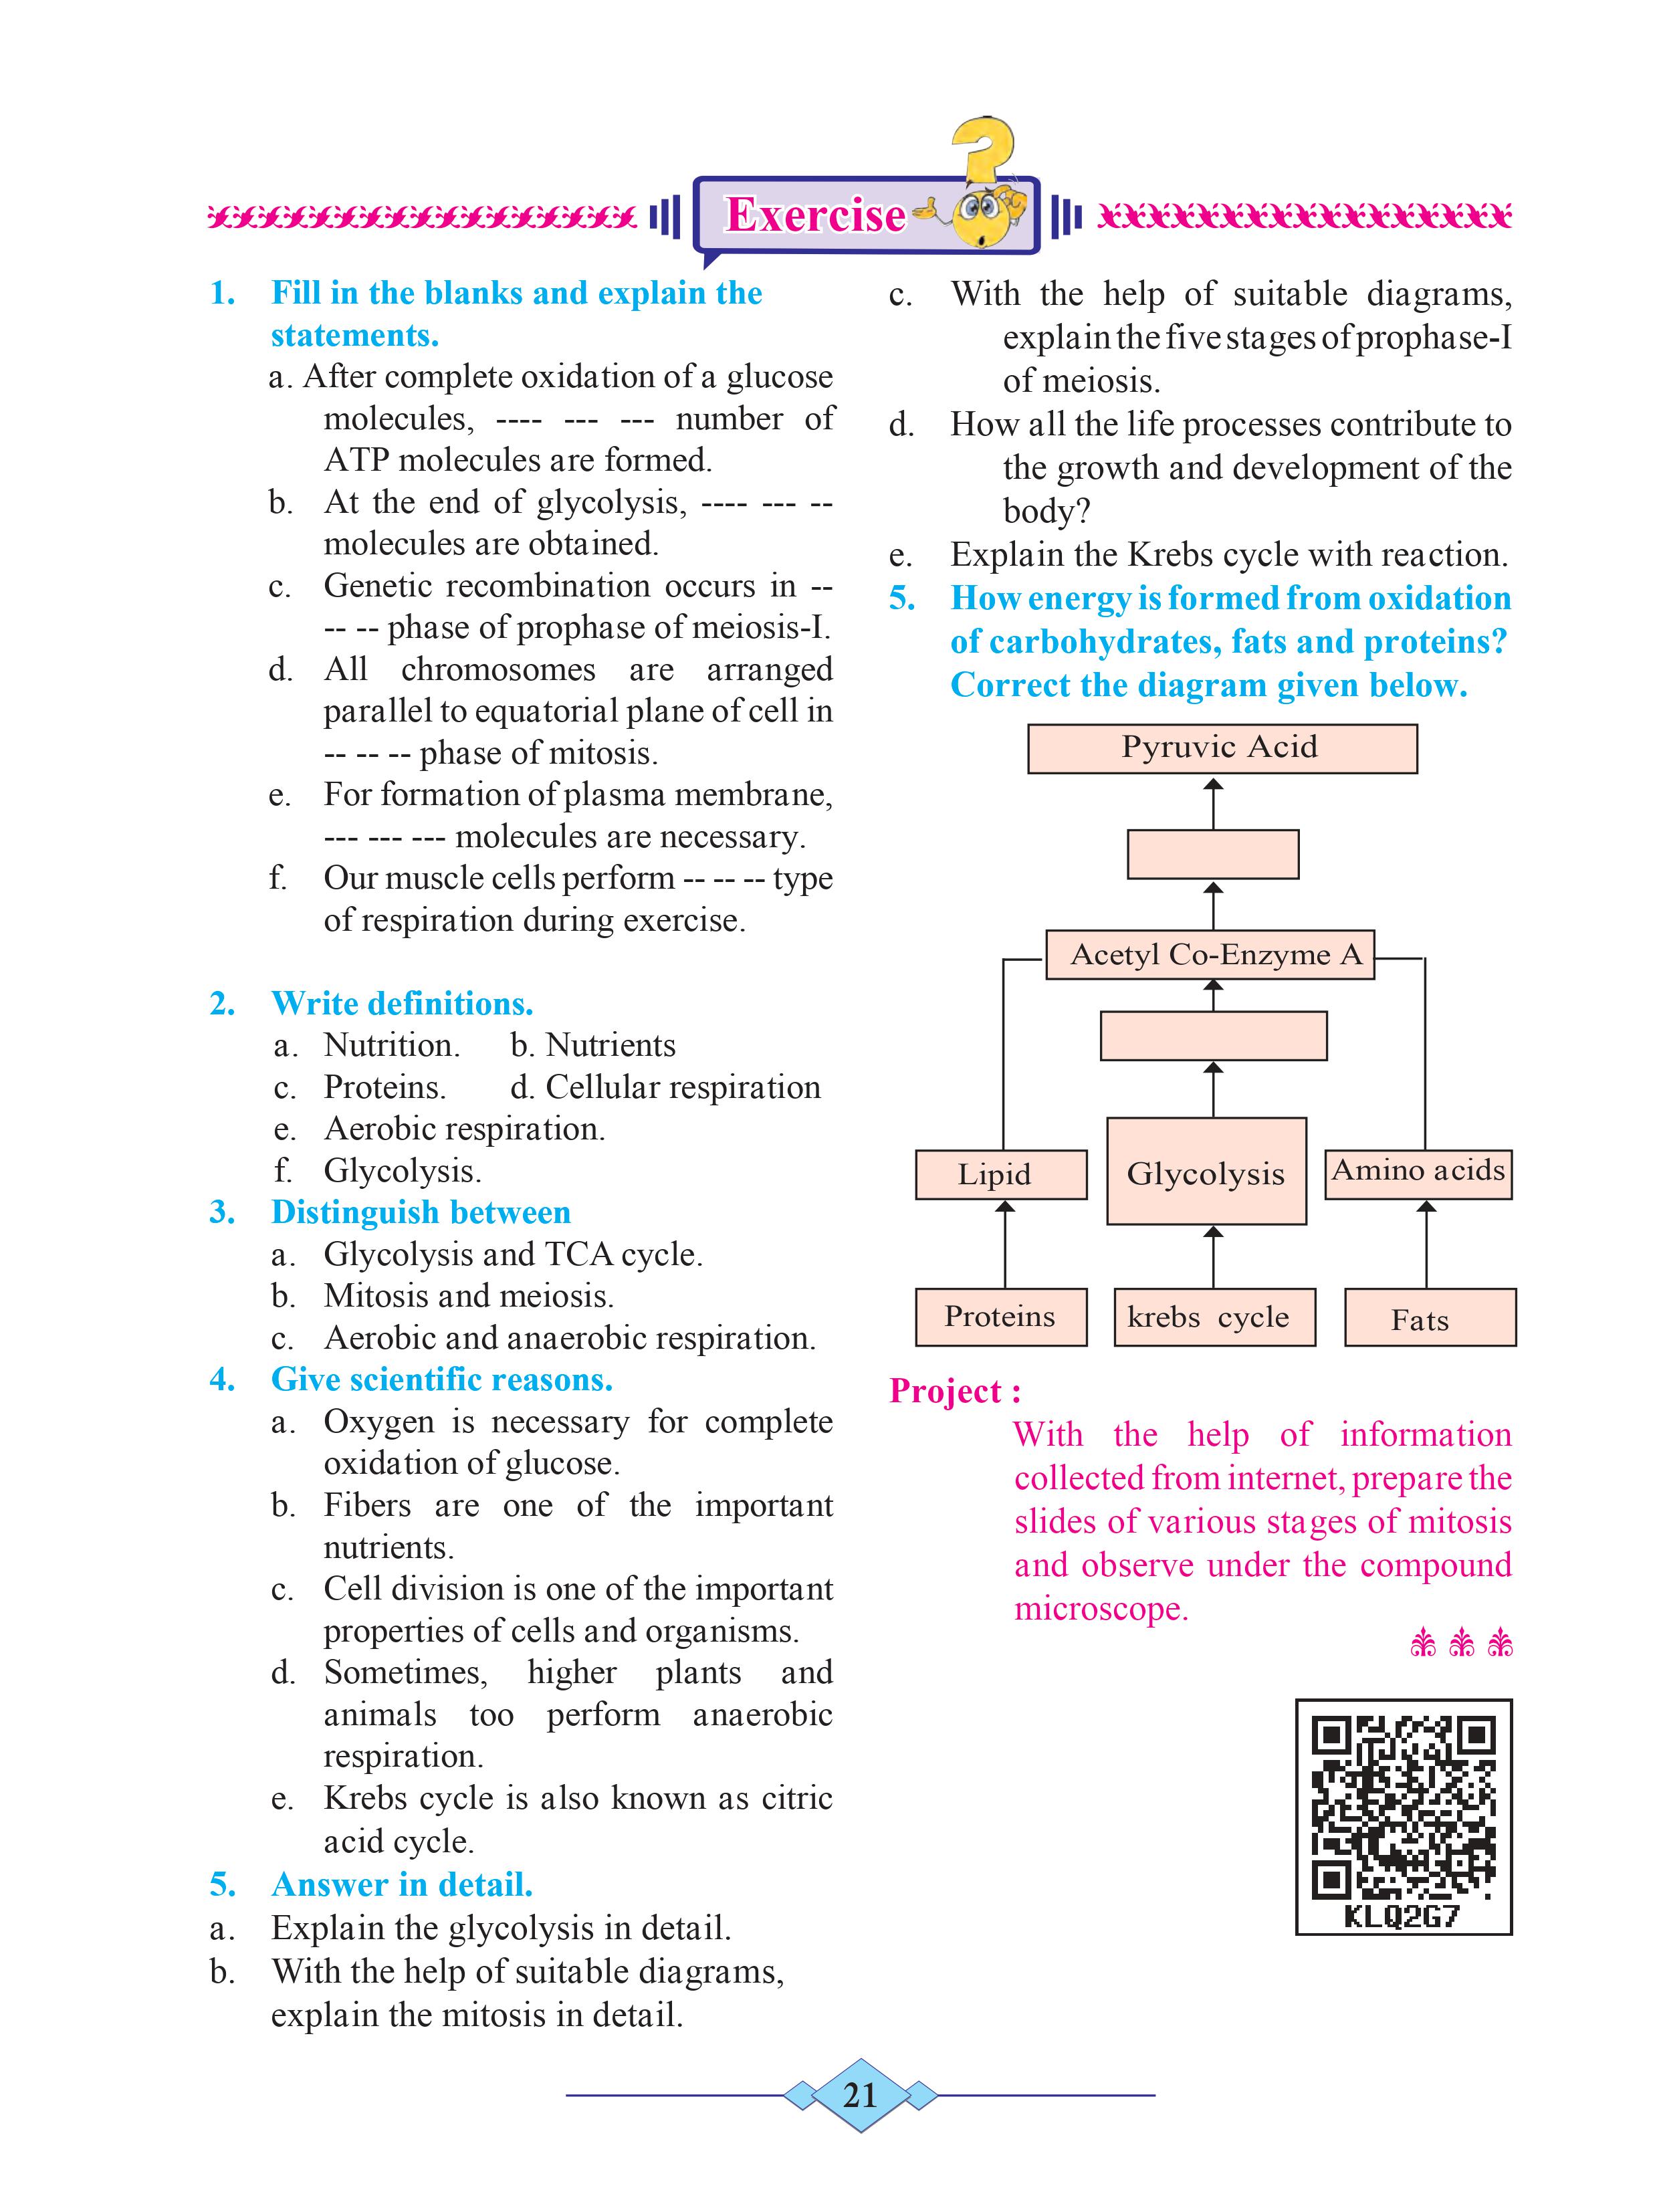 Exercise
1. Fill in the blanks and explain the
statements.
a. After complete oxidation of a glucose
molecules, ---- --- --- number of
ATP molecules are formed.
b. At the end of glycolysis, ---- --- --
molecules are obtained.
c. Genetic recombination occurs in --
-- -- phase of prophase of meiosis-I.
d. All chromosomes are arranged
parallel to equatorial plane of cell in
-- -- -- phase of mitosis.
e. For formation of plasma membrane,
--- --- --- molecules are necessary.
f. Our muscle cells perform -- -- -- type
of respiration during exercise.
2. Write definitions.
a. Nutrition. b. Nutrients
c. Proteins. d. Cellular respiration
e. Aerobic respiration.
f. Glycolysis.
3. Distinguish between
a. Glycolysis and TCA cycle.
b. Mitosis and meiosis.
c. Aerobic and anaerobic respiration.
4. Give scientific reasons.
a. Oxygen is necessary for complete
oxidation of glucose.
b. Fibers are one of the important
nutrients.
c. Cell division is one of the important
properties of cells and organisms.
d. Sometimes, higher plants and
animals too perform anaerobic
respiration.
e. Krebs cycle is also known as citric
acid cycle.
5. Answer in detail.
a. Explain the glycolysis in detail.
b. With the help of suitable diagrams,
explain the mitosis in detail.
c. With the help of suitable diagrams,
explain the five stages of prophase-I
of meiosis.
d. How all the life processes contribute to
the growth and development of the
body?
e. Explain the Krebs cycle with reaction.
5. How energy is formed from oxidation
of carbohydrates, fats and proteins?
Correct the diagram given below.
Pyruvic Acid
Acetyl Co-Enzyme A
Lipid
Glycolysis
Amino acids
Proteins
krebs cycle
Fats
Project :
With the help of information
collected from internet, prepare the
slides of various stages of mitosis
and observe under the compound
microscope.
KLQ2G7
21